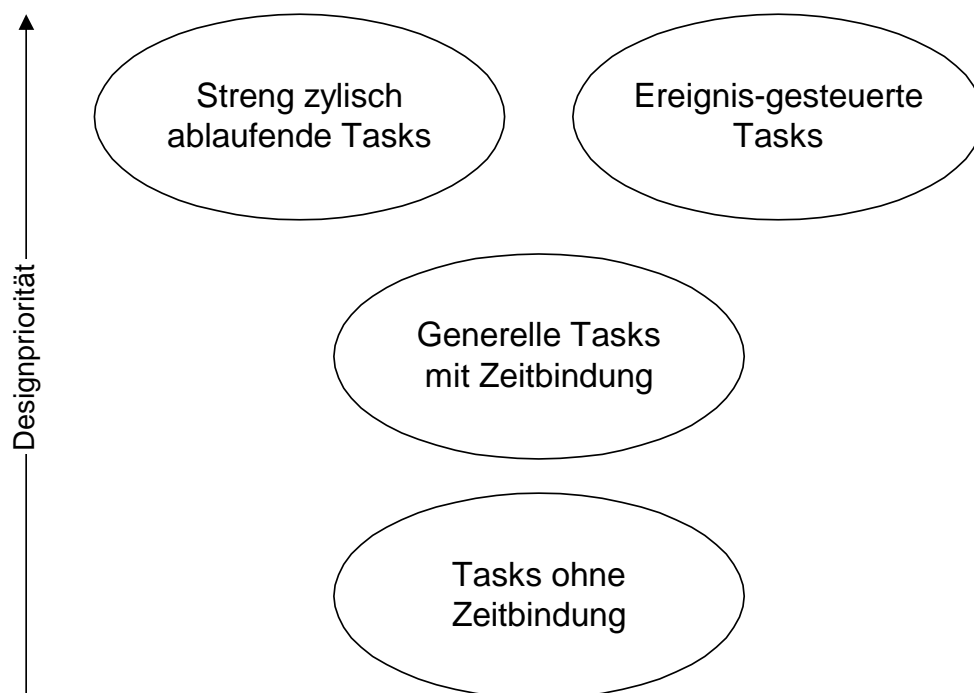 Streng zylisch
ablaufende Tasks
Ereignis-gesteuerte
Tasks
Designpriorität
Generelle Tasks
mit Zeitbindung
Tasks ohne
Zeitbindung